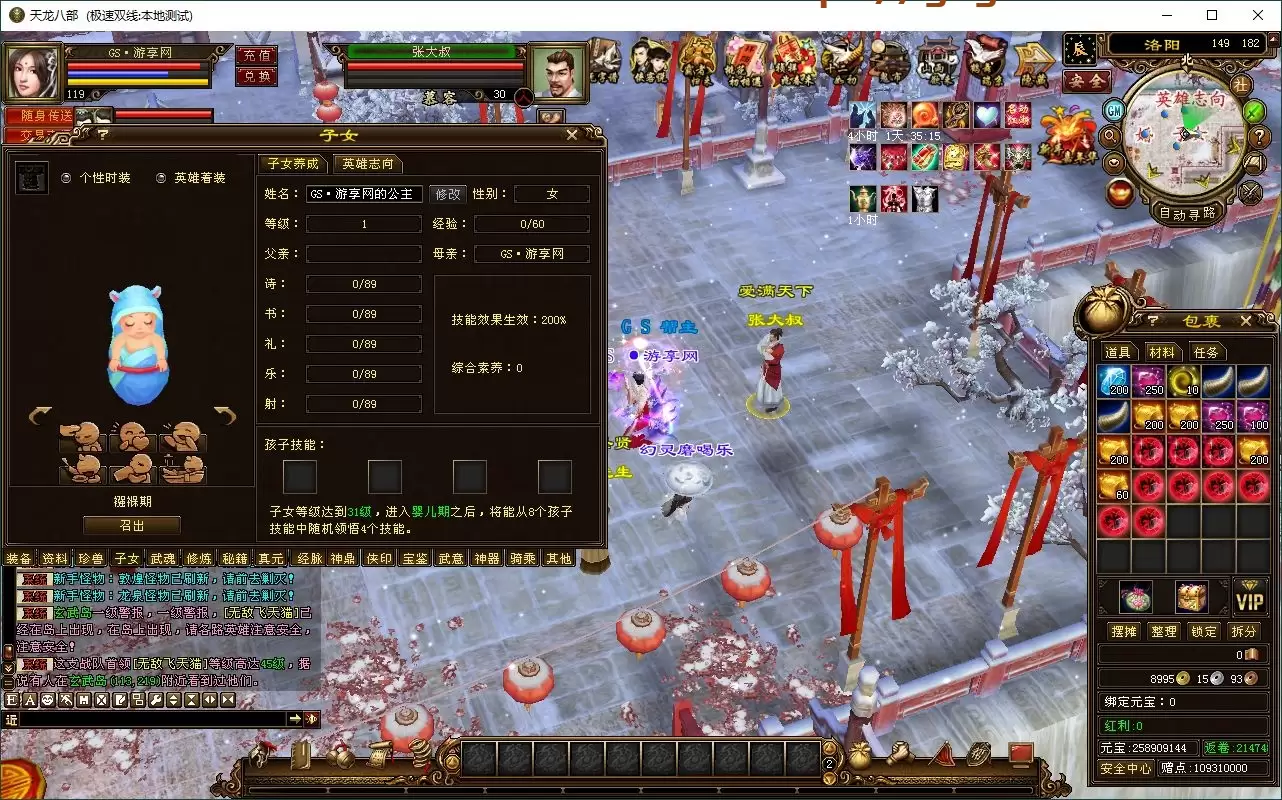 天龙八部 (极速双线:本地测试)
GS·游享网
119
充值
兑换
张大叔
慕容
30
随身传送
子女
个性时装
英雄着装
子女养成
英雄志向
姓名：
GS·游享网的公主
修改
性别：
女
等级：
1
经验：
0/60
父亲：
母亲：
GS·游享网
诗：
0/89
书：
0/89
礼：
0/89
乐：
0/89
射：
0/89
技能效果生效：200%
综合素养：0
孩子技能：
子女等级达到31级，进入婴儿期之后，将能从8个孩子
技能中随机领悟4个技能。
襁褓期
召出
装备 资料 珍兽 子女 武魂 修炼 秘籍 真元 经脉 神鼎 侠印 宝鉴 武意 神器 骑乘 其他
新手怪物：敦煌怪物已刷新，请前去剿灭！
新手怪物：龙泉怪物已刷新，请前去剿灭！
玄武岛一级警报，一级警报，[无敌飞天猫]已
经在岛上出现，在岛上出现，请各路英雄注意安全，
注意安全！
这支战队首领[无敌飞天猫]等级高达45级，据
说有人在玄武岛(113,219)附近看到过他们。
近
4小时 1天 35:15
1小时
爱满天下
张大叔
GS 帮主
游享网
幻灵磨喝乐
辰
洛阳
149 182
安全
北
社
GM
英雄志向
自动寻路
包裹
道具
材料
任务
200
250
10
200
200
250
100
200
200
60
VIP
摆摊
整理
锁定
拆分
0
8995 15 93
绑定元宝：0
红利:0
元宝:258909144
返卷:21474
安全中心
赠点:109310000
2